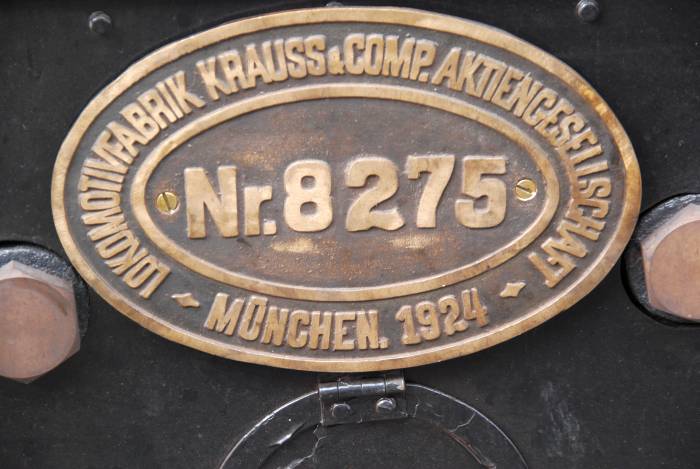 LOKOMOTIVFABRIK KRAUSS & COMP. AKTIENGESELLSCHAFT
Nr. 8275
MÜNCHEN. 1924